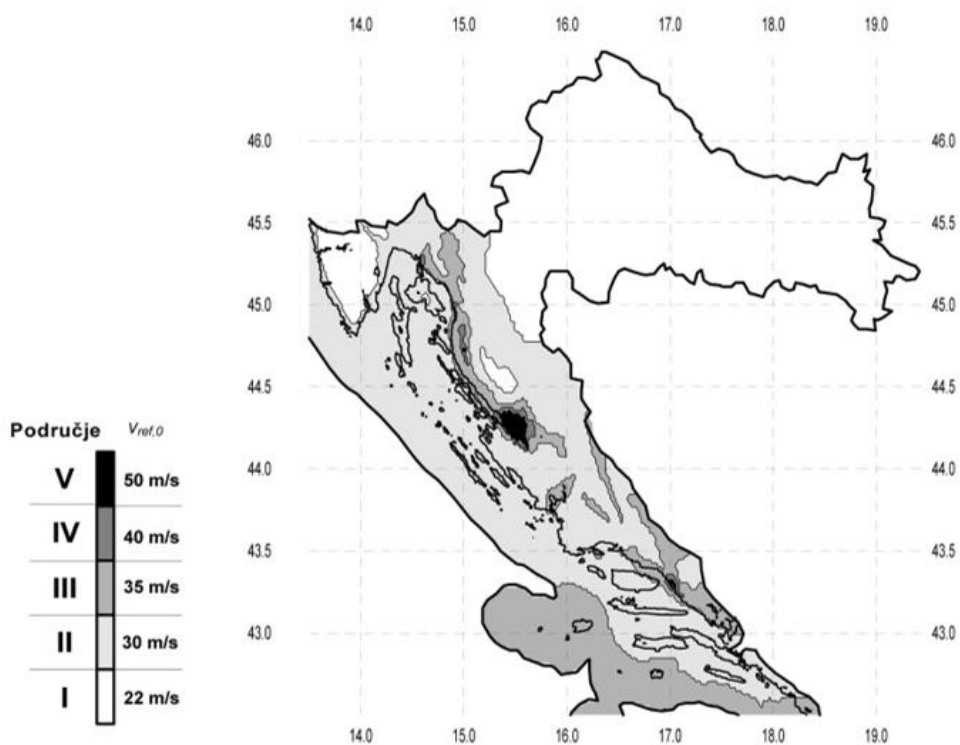 14.0 15.0 16.0 17.0 18.0 19.0
46.0 46.0
45.5 45.5
45.0 45.0
44.5 44.5
44.0 44.0
43.5 43.5
43.0 43.0
14.0 15.0 16.0 17.0 18.0 19.0
Područje Vref,0
V 50 m/s
IV 40 m/s
III 35 m/s
II 30 m/s
I 22 m/s